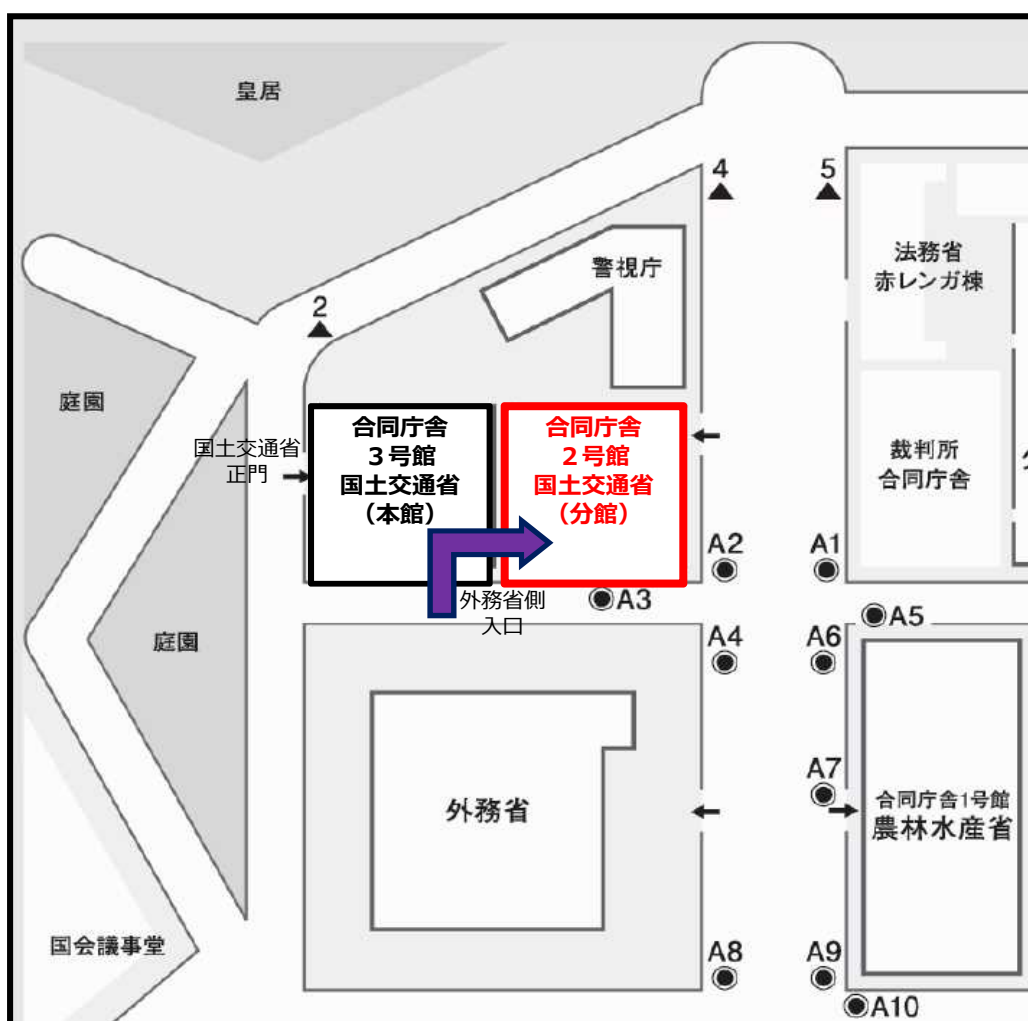 皇居
4
5
法務省
赤レンガ棟
警視庁
2
庭園
国土交通省
正門
合同庁舎
３号館
国土交通省
（本館）
合同庁舎
２号館
国土交通省
（分館）
裁判所
合同庁舎
A2
A1
外務省側
入口
A3
A5
庭園
A4
A6
A7
外務省
合同庁舎1号館
農林水産省
国会議事堂
A8
A9
A10